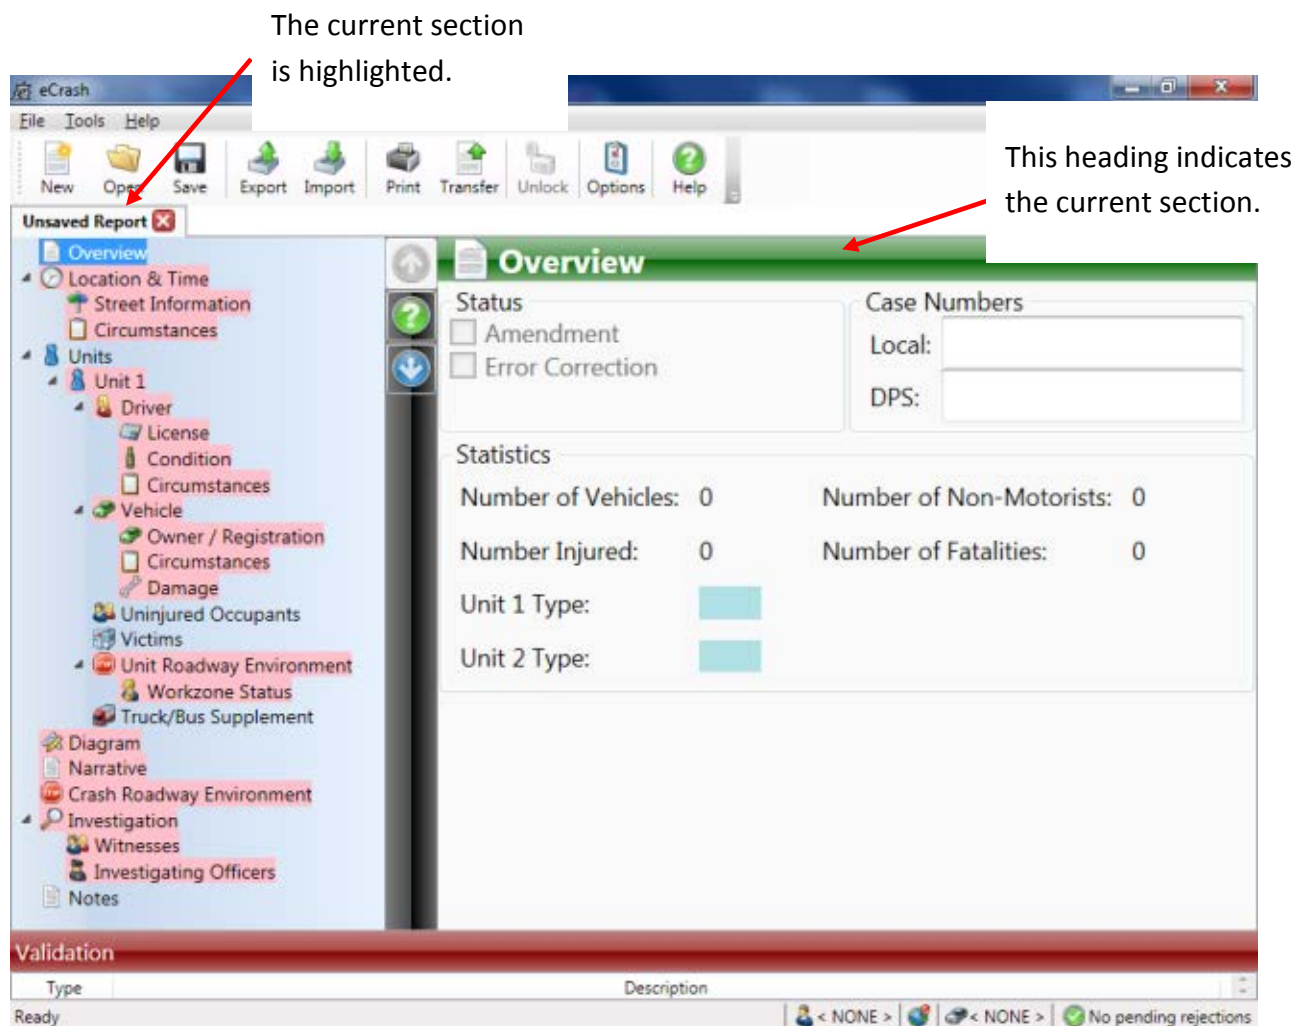 The current section
is highlighted.
eCrash
File Tools Help
This heading indicates
the current section.
New Open Save Export Import Print Transfer Unlock Options Help
Unsaved Report
Overview
Location & Time
Street Information
Circumstances
Units
Unit 1
Driver
License
Condition
Circumstances
Vehicle
Owner / Registration
Circumstances
Damage
Uninjured Occupants
Victims
Unit Roadway Environment
Workzone Status
Truck/Bus Supplement
Diagram
Narrative
Crash Roadway Environment
Investigation
Witnesses
Investigating Officers
Notes
Overview
Status
Amendment
Error Correction
Case Numbers
Local:
DPS:
Statistics
Number of Vehicles: 0 Number of Non-Motorists: 0
Number Injured: 0 Number of Fatalities: 0
Unit 1 Type:
Unit 2 Type:
Validation
Type Description
Ready < NONE > < NONE > No pending rejections